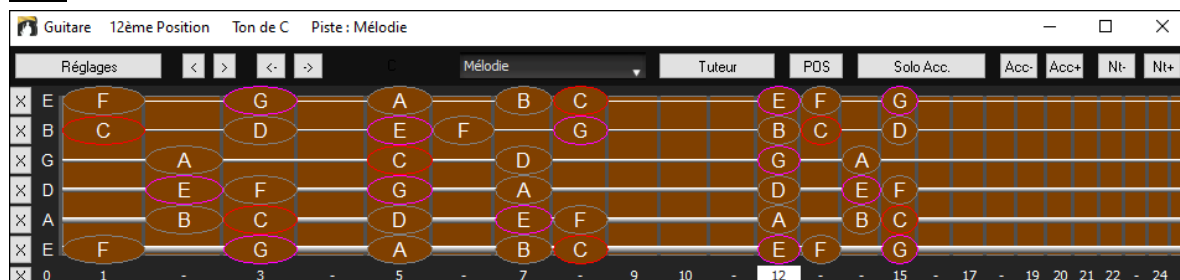 Guitare 12ème Position Ton de C Piste : Mélodie
Réglages < > <- -> C Mélodie Tuteur POS Solo Acc. Acc- Acc+ Nt- Nt+
X E F G A B C E F G
X B C D E F G B C D
X G A C D G A
X D E F G A D E F
X A B C D E F A B C
X E F G A B C E F G
X 0 1 - 3 - 5 - 7 - 9 10 - 12 - - 15 - 17 - 19 20 21 22 - 24